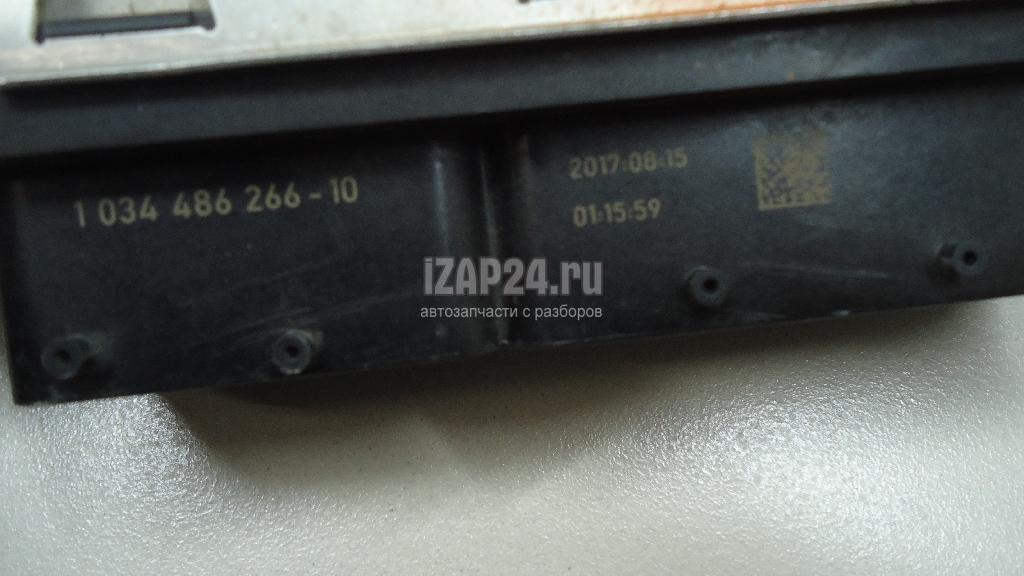 1 034 486 266-10
2017:08:15
01:15:59
iZAP24.ru
автозапчасти с разборов